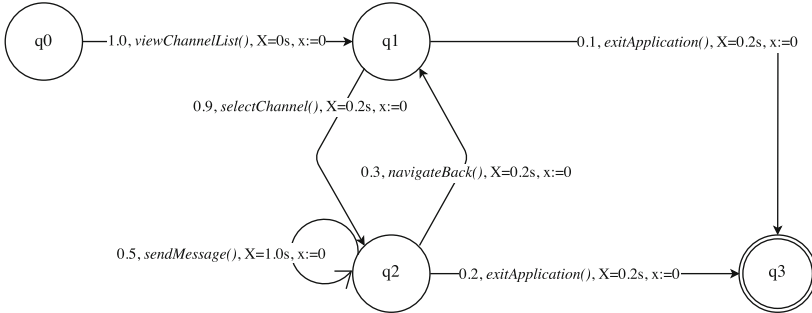 q0
1.0, viewChannelList(), X=0s, x:=0
q1
0.1, exitApplication(), X=0.2s, x:=0
0.9, selectChannel(), X=0.2s, x:=0
0.3, navigateBack(), X=0.2s, x:=0
0.5, sendMessage(), X=1.0s, x:=0
q2
0.2, exitApplication(), X=0.2s, x:=0
q3